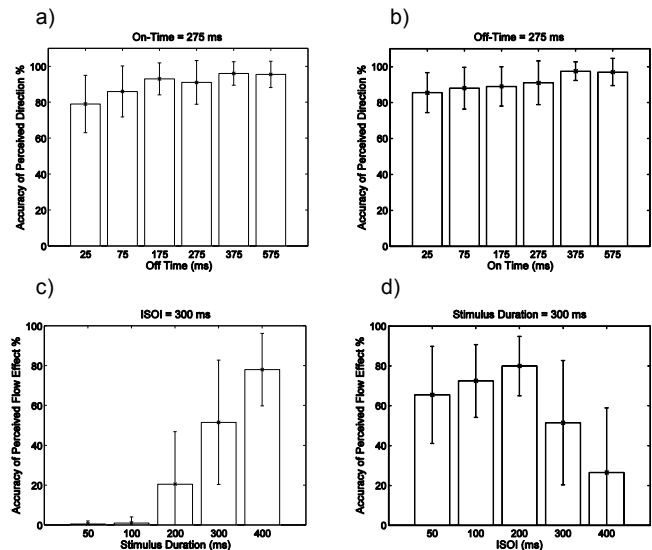 a)
On-Time = 275 ms
Accuracy of Perceived Direction %
100
80
60
40
20
0
25 75 175 275 375 575
Off Time (ms)
b)
Off-Time = 275 ms
Accuracy of Perceived Direction %
100
80
60
40
20
0
25 75 175 275 375 575
On Time (ms)
c)
ISOI = 300 ms
Accuracy of Perceived Flow Effect %
100
80
60
40
20
0
50 100 200 300 400
Stimulus Duration (ms)
d)
Stimulus Duration = 300 ms
Accuracy of Perceived Flow Effect %
100
80
60
40
20
0
50 100 200 300 400
ISOI (ms)